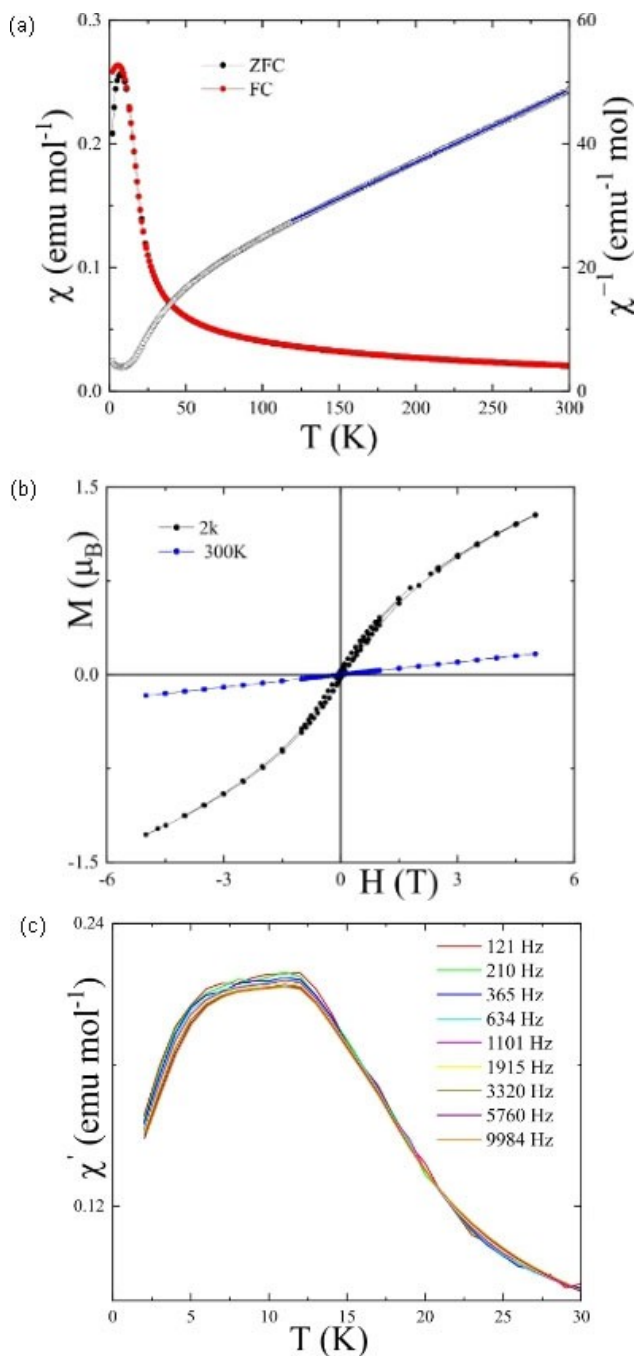 (a)
0.3
60
ZFC
FC
0.2
40
0.1
20
0.0
0
χ (emu mol⁻¹)
χ⁻¹ (emu⁻¹ mol)
0
50
100
150
200
250
300
T (K)
(b)
1.5
2k
300K
M (μB)
0.0
-1.5
-6
-3
0
3
6
H (T)
(c)
0.24
121 Hz
210 Hz
365 Hz
634 Hz
1101 Hz
1915 Hz
3320 Hz
5760 Hz
9984 Hz
χ' (emu mol⁻¹)
0.12
0
5
10
15
20
25
30
T (K)